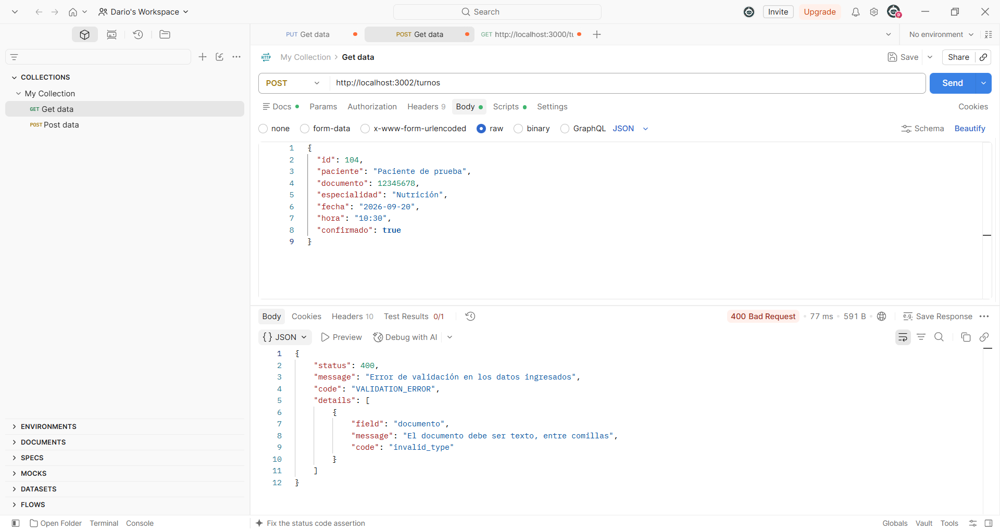 Dario's Workspace
Search
Invite
Upgrade
D
PUT Get data
POST Get data
GET http://localhost:3000/tu
No environment
COLLECTIONS
My Collection
GET Get data
POST Post data
HTTP
My Collection > Get data
Save
Share
POST
http://localhost:3002/turnos
Send
Docs
Params
Authorization
Headers 9
Body
Scripts
Settings
Cookies
none
form-data
x-www-form-urlencoded
raw
binary
GraphQL
JSON
Schema
Beautify
1 {
2 "id": 104,
3 "paciente": "Paciente de prueba",
4 "documento": 12345678,
5 "especialidad": "Nutrición",
6 "fecha": "2026-09-20",
7 "hora": "10:30",
8 "confirmado": true
9 }
Body
Cookies
Headers 10
Test Results 0/1
400 Bad Request
77 ms
591 B
e.g. Save Response
{} JSON
Preview
Debug with AI
1 {
2 "status": 400,
3 "message": "Error de validación en los datos ingresados",
4 "code": "VALIDATION_ERROR",
5 "details": [
6 {
7 "field": "documento",
8 "message": "El documento debe ser texto, entre comillas",
9 "code": "invalid_type"
10 }
11 ]
12 }
ENVIRONMENTS
DOCUMENTS
SPECS
MOCKS
DATASETS
FLOWS
Open Folder
Terminal
Console
Fix the status code assertion
Globals
Vault
Tools